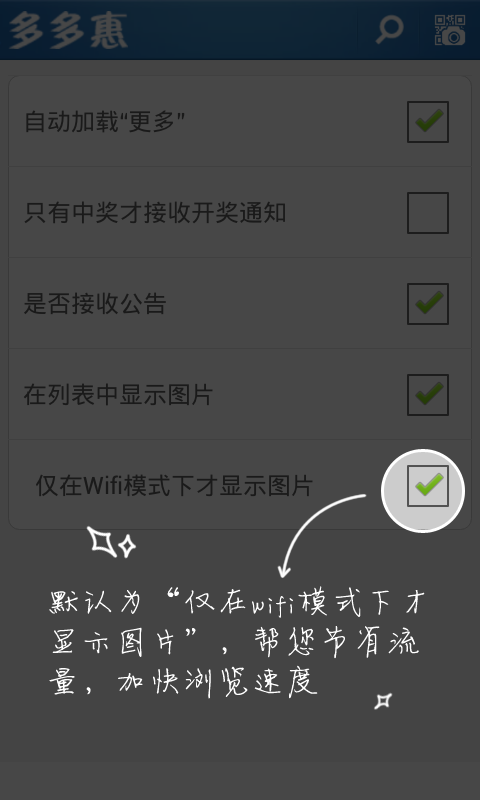 多多惠
自动加载“更多”
只有中奖才接收开奖通知
是否接收公告
在列表中显示图片
仅在Wifi模式下才显示图片
默认为“仅在wifi模式下才
显示图片”，帮您节省流
量，加快浏览速度